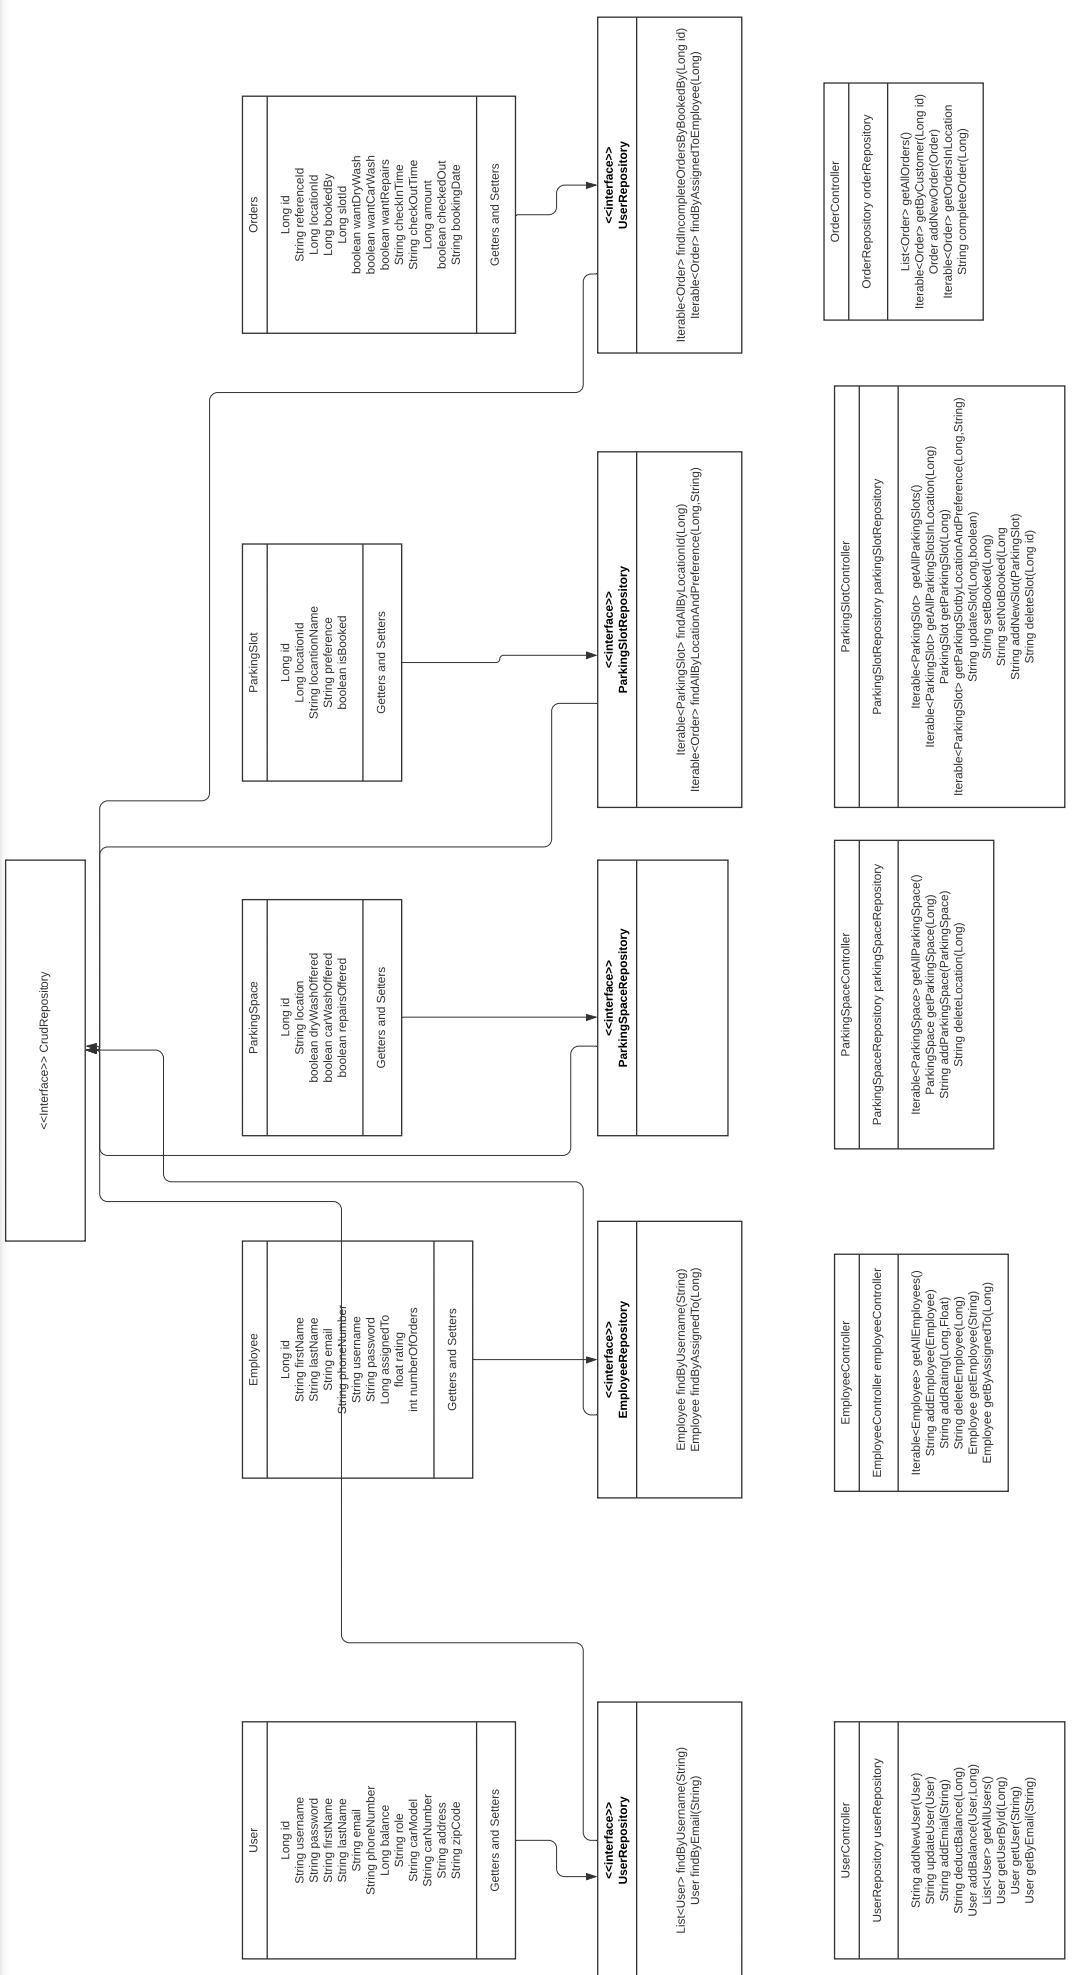 <<Interface>> CrudRepository
User
Long id
String username
String password
String firstName
String lastName
String email
String phoneNumber
Long balance
String role
String carModel
String carNumber
String address
String zipCode
Getters and Setters
Employee
Long id
String firstName
String lastName
String email
String phoneNumber
String username
String password
Long assignedTo
float rating
int numberOfOrders
Getters and Setters
ParkingSpace
Long id
String location
boolean dryWashOffered
boolean carWashOffered
boolean repairsOffered
Getters and Setters
ParkingSlot
Long id
Long locationId
String locantionName
String preference
boolean isBooked
Getters and Setters
Orders
Long id
String referenceId
Long locationId
Long bookedBy
Long slotId
boolean wantDryWash
boolean wantCarWash
boolean wantRepairs
String checkInTime
String checkOutTime
Long amount
boolean checkedOut
String bookingDate
Getters and Setters
<<interface>>
UserRepository
List<User> findByUsername(String)
User findByEmail(String)
<<interface>>
EmployeeRepository
Employee findByUsername(String)
Employee findByAssignedTo(Long)
<<interface>>
ParkingSpaceRepository
<<interface>>
ParkingSlotRepository
Iterable<ParkingSlot> findAllByLocationId(Long)
Iterable<Order> findAllByLocationAndPreference(Long,String)
<<interface>>
UserRepository
Iterable<Order> findIncompleteOrdersByBookedBy(Long id)
Iterable<Order> findByAssignedToEmployee(Long)
UserController
UserRepository userRepository
String addNewUser(User)
String updateUser(User)
String addEmial(String)
String deductBalance(Long)
User addBalance(User,Long)
List<User> getAllUsers()
User getUserById(Long)
User getUser(String)
User getByEmail(String)
EmployeeController
EmployeeController employeeController
Iterable<Employee> getAllEmployees()
String addEmployee(Employee)
String addRating(Long,Float)
String deleteEmployee(Long)
Employee getEmployee(String)
Employee getByAssignedTo(Long)
ParkingSpaceController
ParkingSpaceRepository parkingSpaceRepository
Iterable<ParkingSpace> getAllParkingSpace()
ParkingSpace getParkingSpace(Long)
String addParkingSpace(ParkingSpace)
String deleteLocation(Long)
ParkingSlotController
ParkingSlotRepository parkingSlotRepository
Iterable<ParkingSlot> getAllParkingSlots()
Iterable<ParkingSlot> getAllParkingSlotsInLocation(Long)
ParkingSlot getParkingSlot(Long)
Iterable<ParkingSlot> getParkingSlotbyLocationAndPreference(Long,String)
String updateSlot(Long,boolean)
String setBooked(Long)
String setNotBooked(Long
String addNewSlot(ParkingSlot)
String deleteSlot(Long id)
OrderController
OrderRepository orderRepository
List<Order> getAllOrders()
Iterable<Order> getByCustomer(Long id)
Order addNewOrder(Order)
Iterable<Order> getOrdersInLocation
String completeOrder(Long)